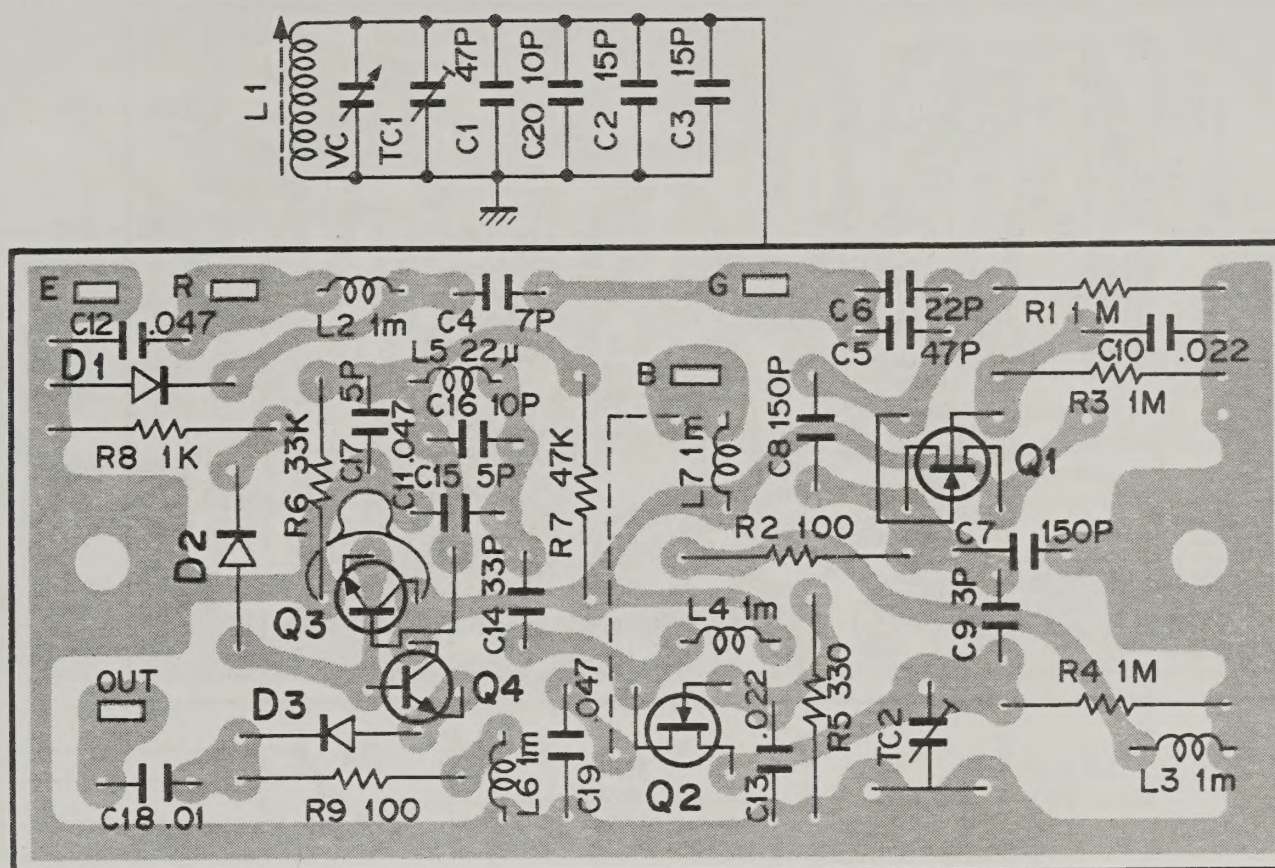 L1
VC
TC1
C1 47P
C20 10P
C2 15P
C3 15P
E
R
G
L2 1m
C4 7P
C6 22P
C5 47P
R1 1M
C12 .047
C10 .022
D1
L5 22µ
B
R3 1M
R8 1K
R6 33K
C17 5P
C16 10P
C11 .047
C15 5P
R7 47K
L7 1m
C8 150P
Q1
D2
R2 100
C7 150P
Q3
C14 33P
L4 1m
C9 3P
OUT
D3
Q4
C19 .047
Q2
C13 .022
R5 330
TC2
R4 1M
L3 1m
C18 .01
R9 100
L6 1m